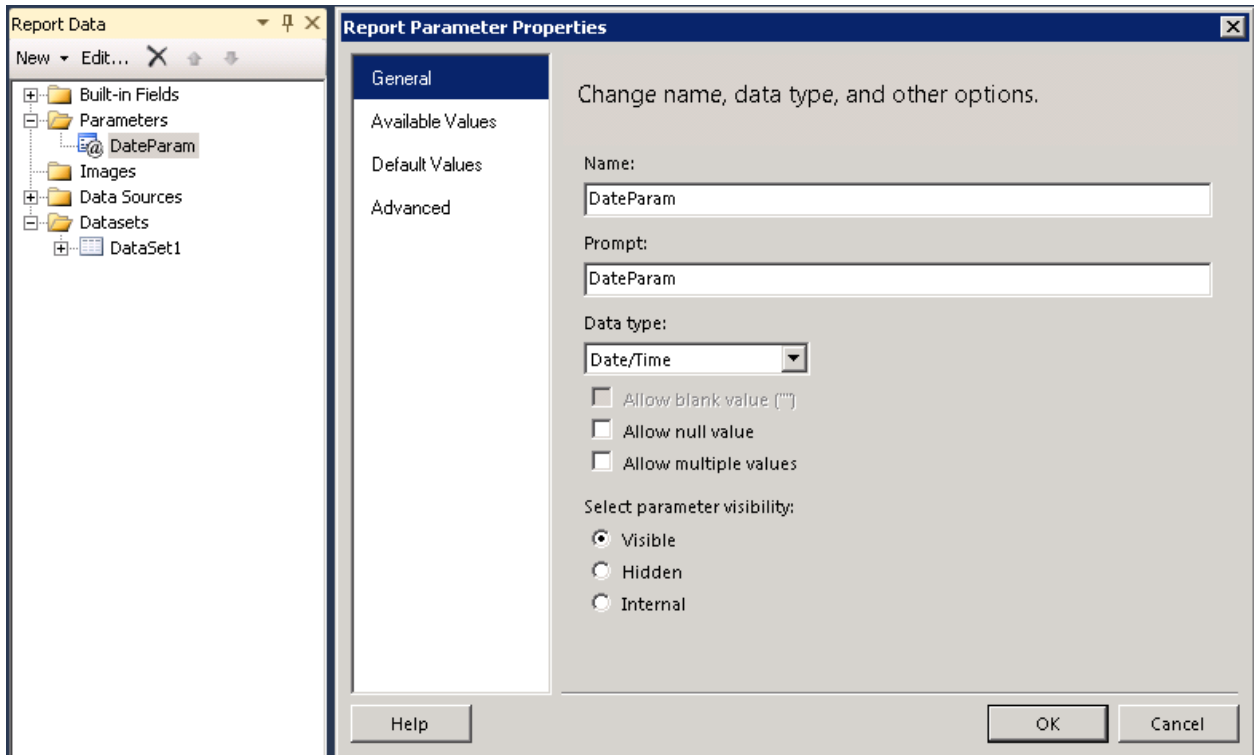 Report Data
New Edit...
Built-in Fields
Parameters
DateParam
Images
Data Sources
Datasets
DataSet1
Report Parameter Properties
General
Available Values
Default Values
Advanced
Change name, data type, and other options.
Name:
DateParam
Prompt:
DateParam
Data type:
Date/Time
Allow blank value ("")
Allow null value
Allow multiple values
Select parameter visibility:
Visible
Hidden
Internal
Help
OK
Cancel